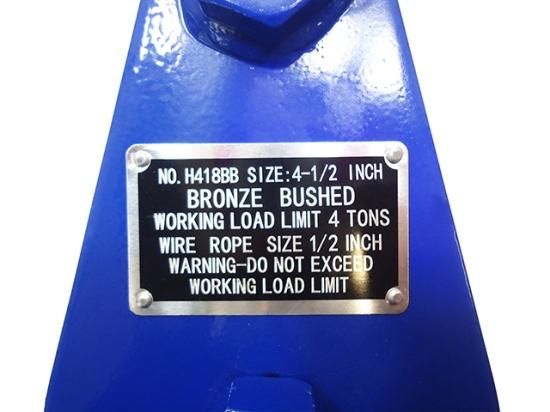 NO. H418BB SIZE:4-1/2 INCH
BRONZE BUSHED
WORKING LOAD LIMIT 4 TONS
WIRE ROPE SIZE 1/2 INCH
WARNING-DO NOT EXCEED
WORKING LOAD LIMIT